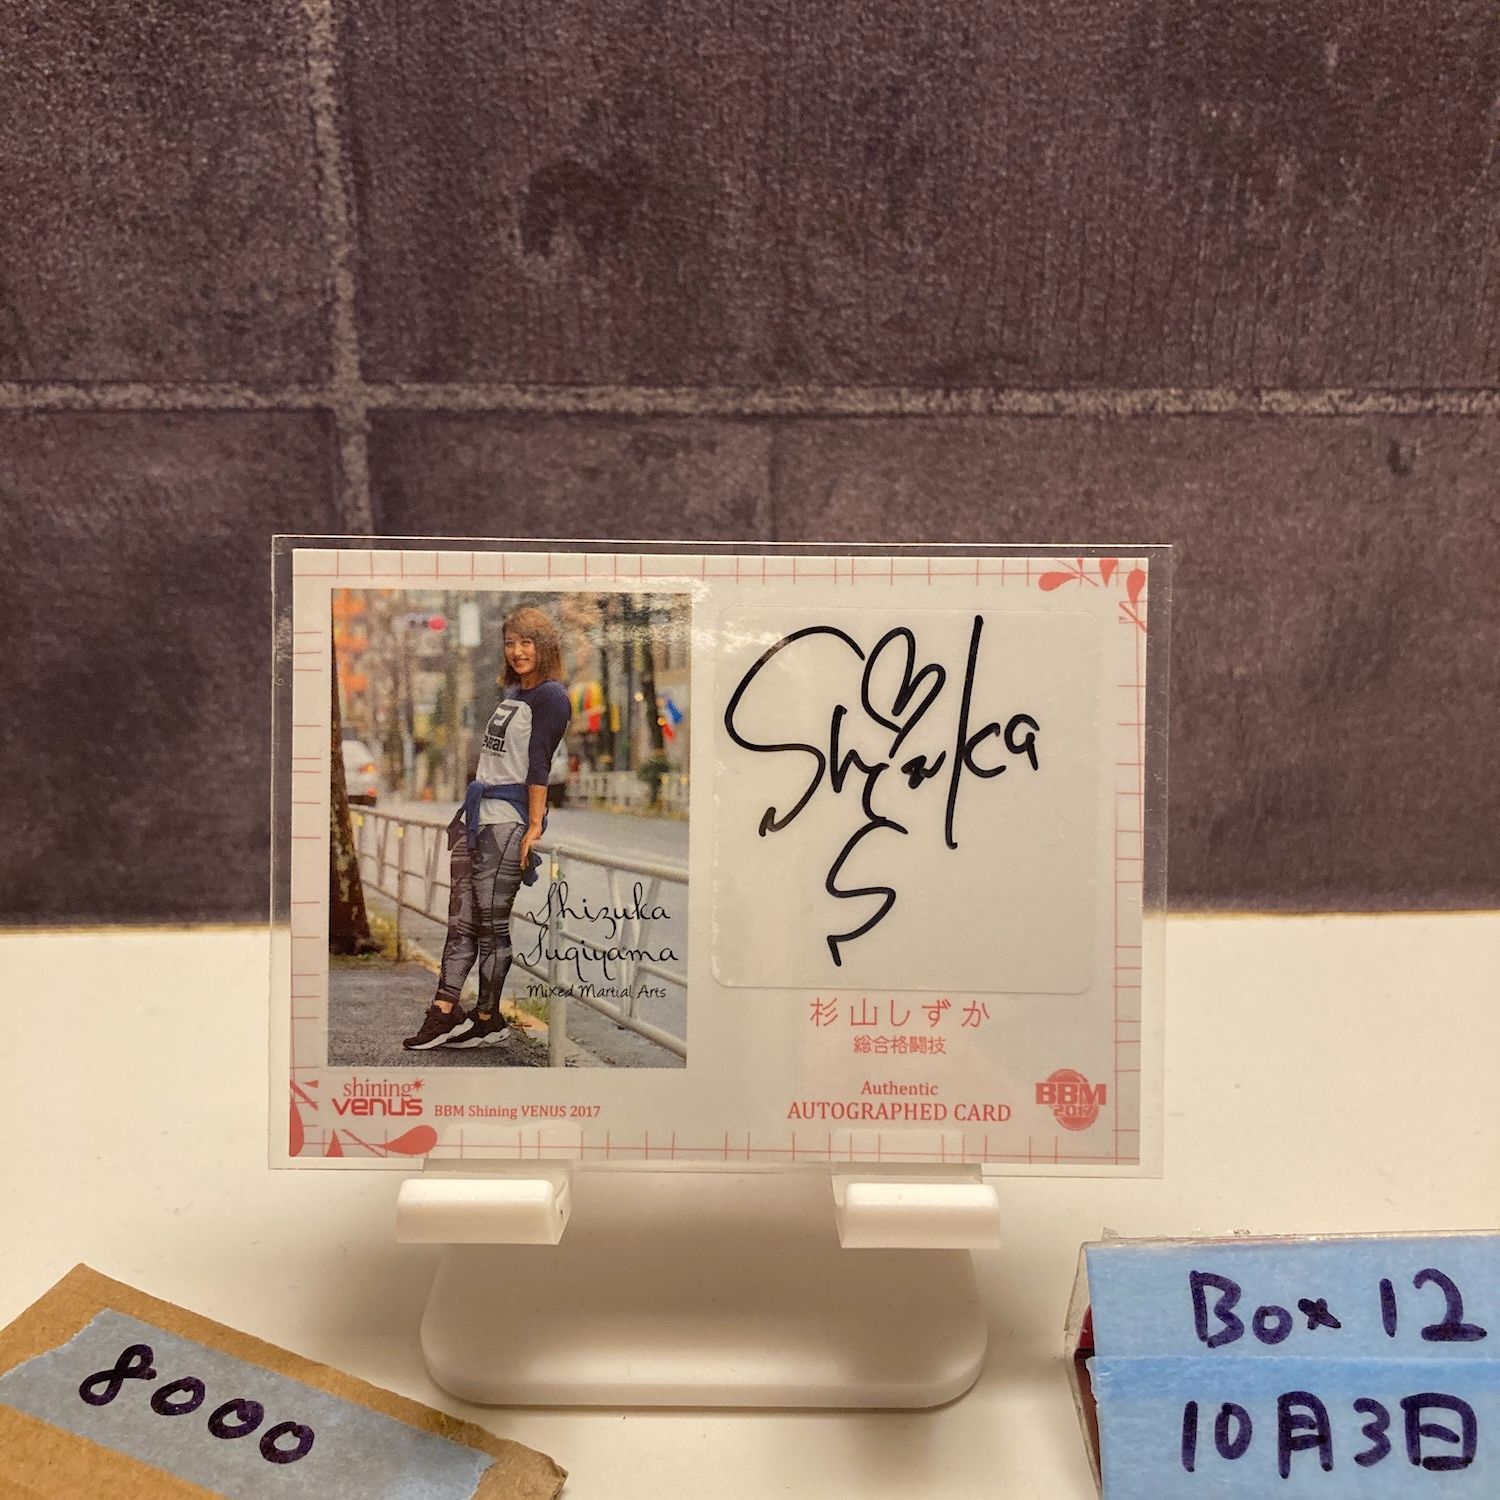 Shizuka
S
Shizuka
Sugiyama
Mixed Martial Arts
杉山しずか
総合格闘技
shining
venus
BBM Shining VENUS 2017
Authentic
AUTOGRAPHED CARD
BBM
2017
8000
Box 12
10月3日